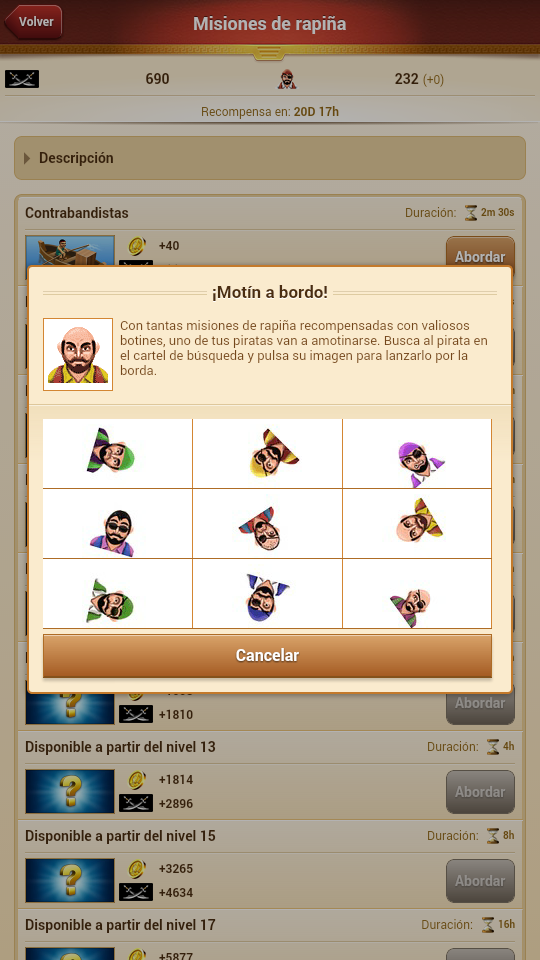 Volver
Misiones de rapiña
690
232 (+0)
Recompensa en: 20D 17h
Descripción
Contrabandistas
Duración: 2m 30s
+40
Abordar
¡Motín a bordo!
Con tantas misiones de rapiña recompensadas con valiosos
botines, uno de tus piratas van a amotinarse. Busca al pirata en
el cartel de búsqueda y pulsa su imagen para lanzarlo por la
borda.
Cancelar
+1810
Abordar
Disponible a partir del nivel 13
Duración: 4h
+1814
+2896
Abordar
Disponible a partir del nivel 15
Duración: 8h
+3265
+4634
Abordar
Disponible a partir del nivel 17
Duración: 16h
+5877